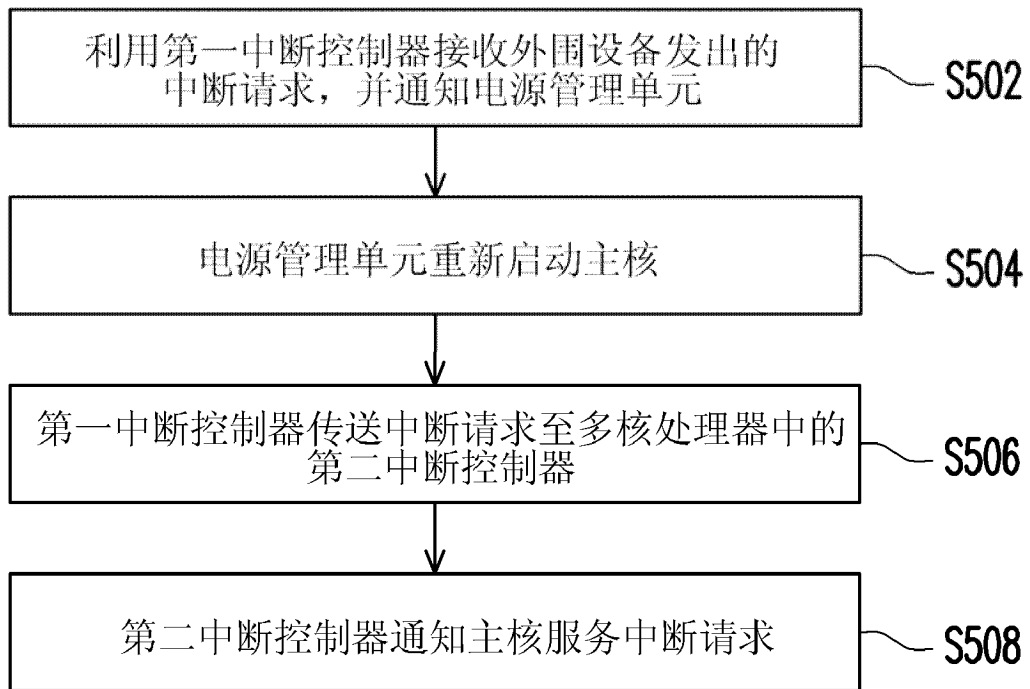 利用第一中断控制器接收外围设备发出的
中断请求，并通知电源管理单元
S502
电源管理单元重新启动主核
S504
第一中断控制器传送中断请求至多核处理器中的
第二中断控制器
S506
第二中断控制器通知主核服务中断请求
S508